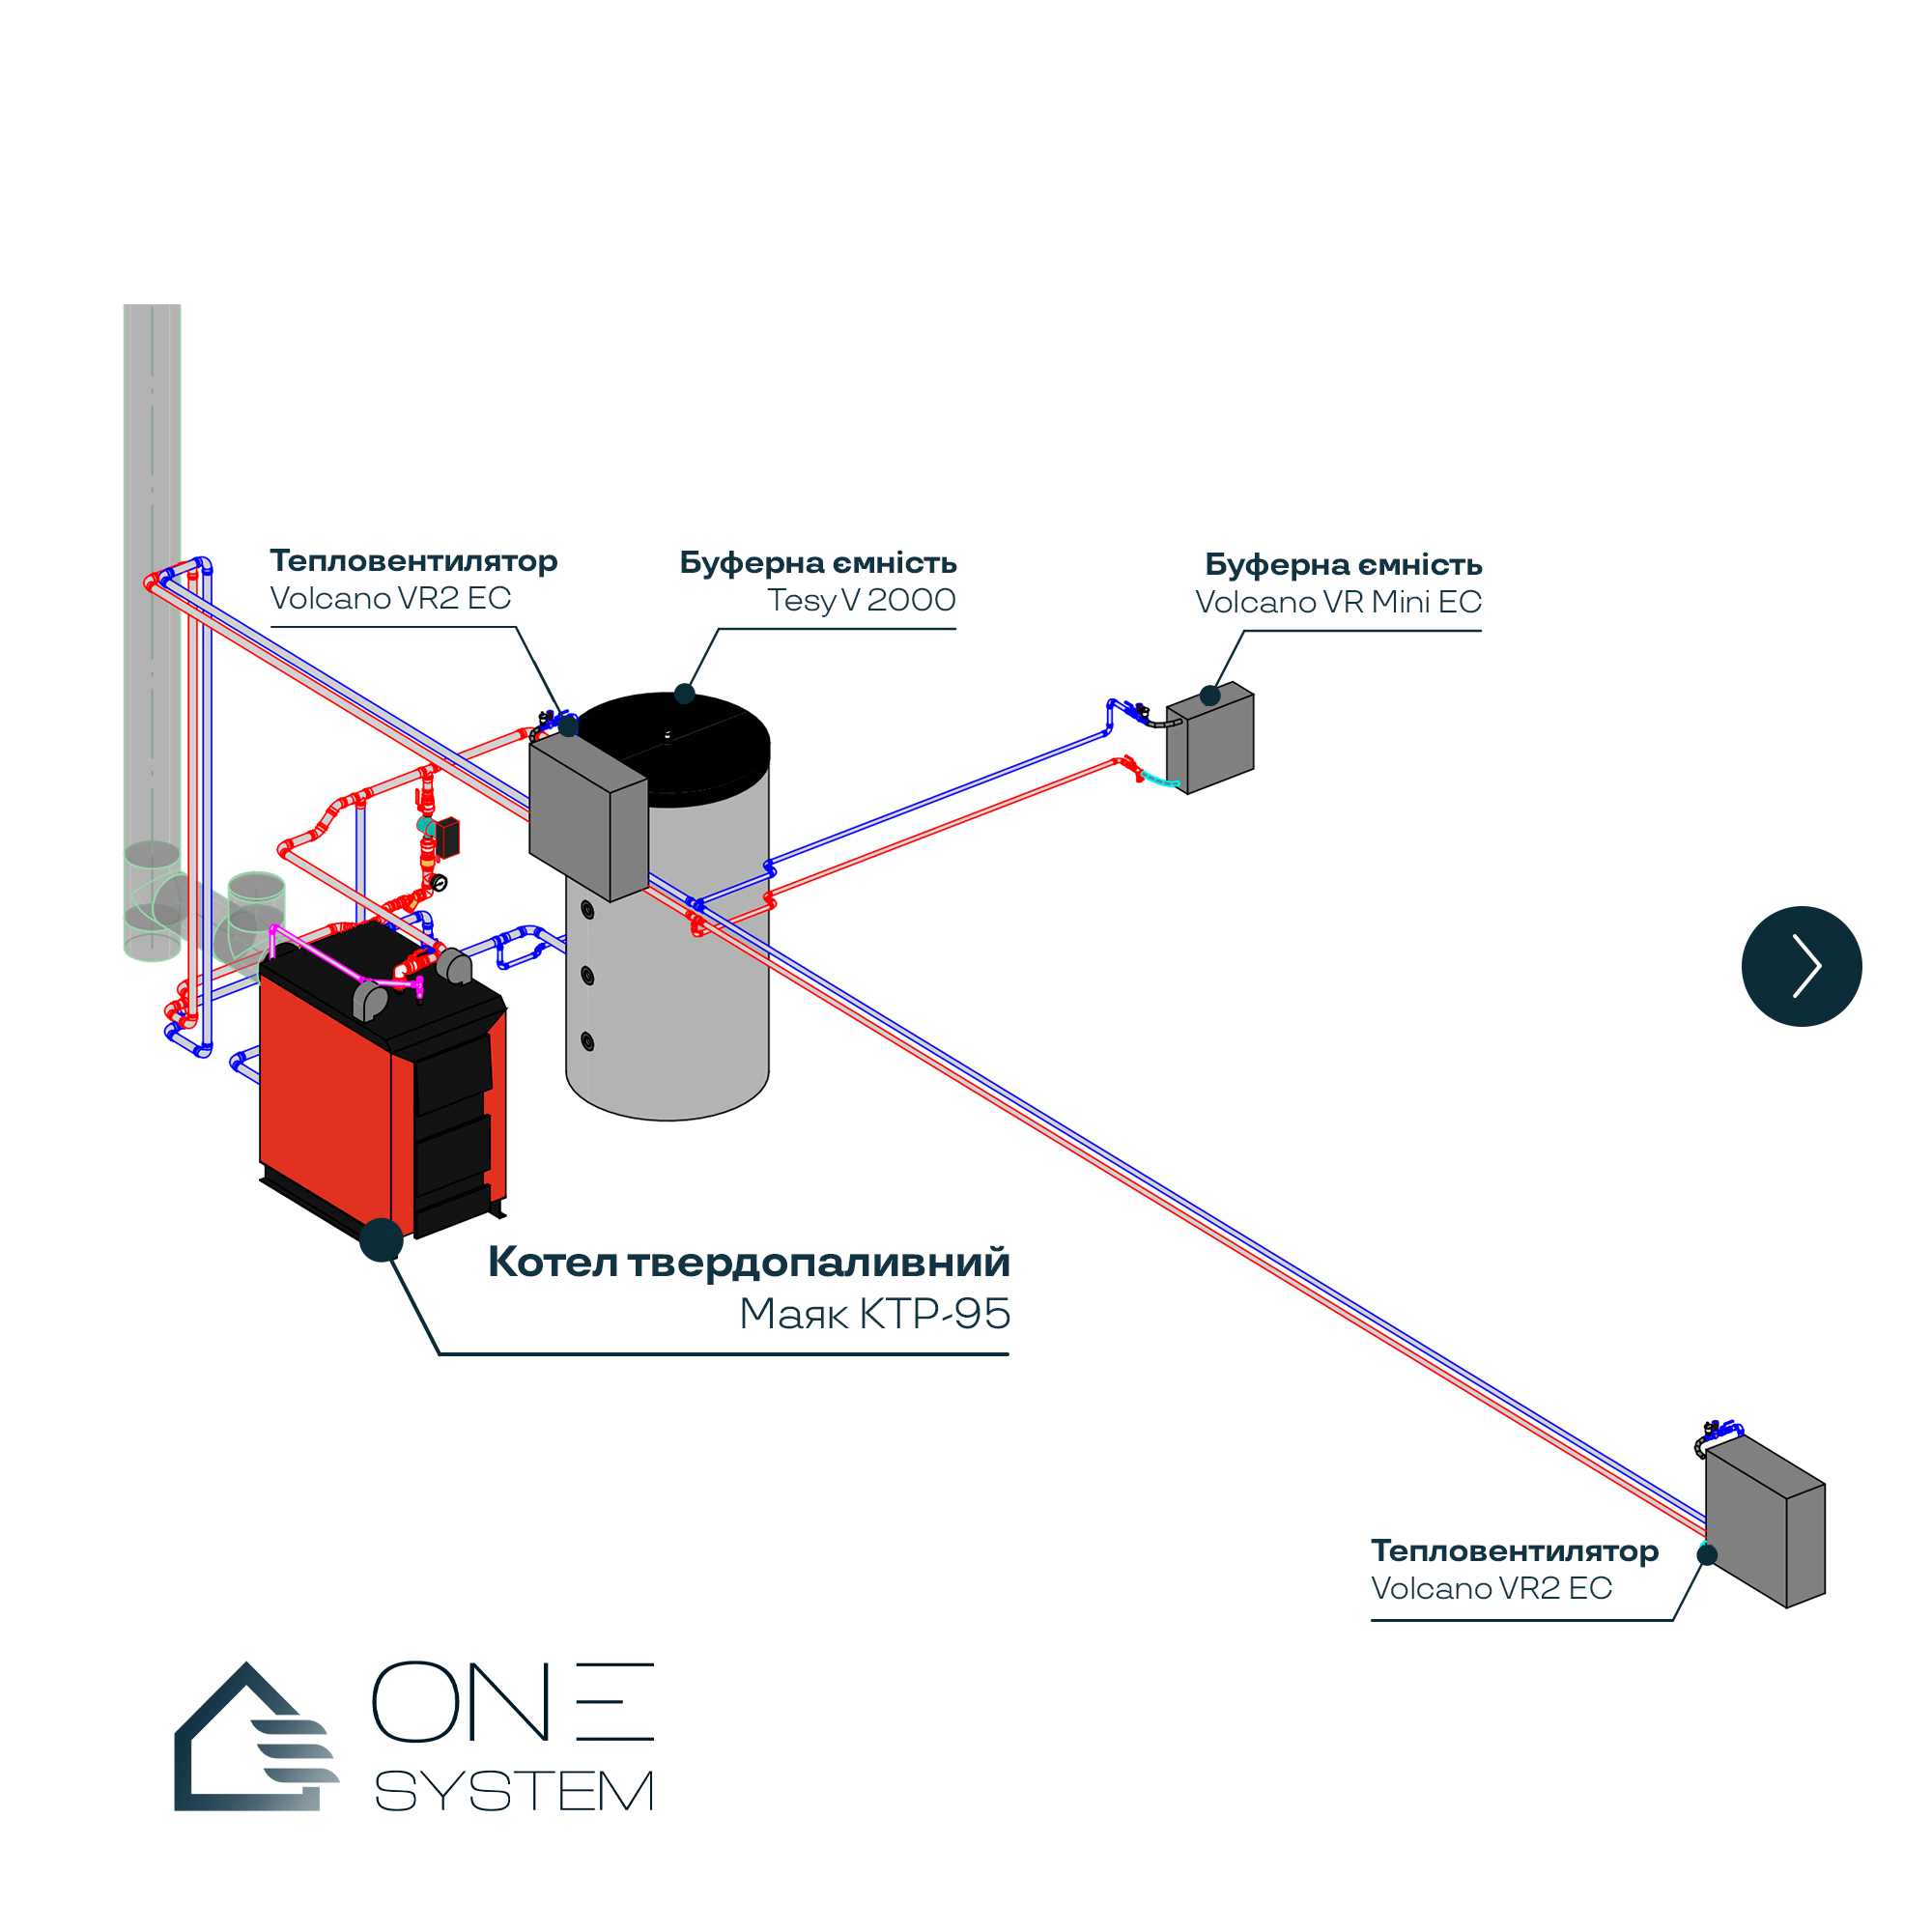 Тепловентилятор
Volcano VR2 EC
Буферна ємність
Tesy V 2000
Буферна ємність
Volcano VR Mini EC
Котел твердопаливний
Маяк КТР-95
Тепловентилятор
Volcano VR2 EC
ONE
SYSTEM